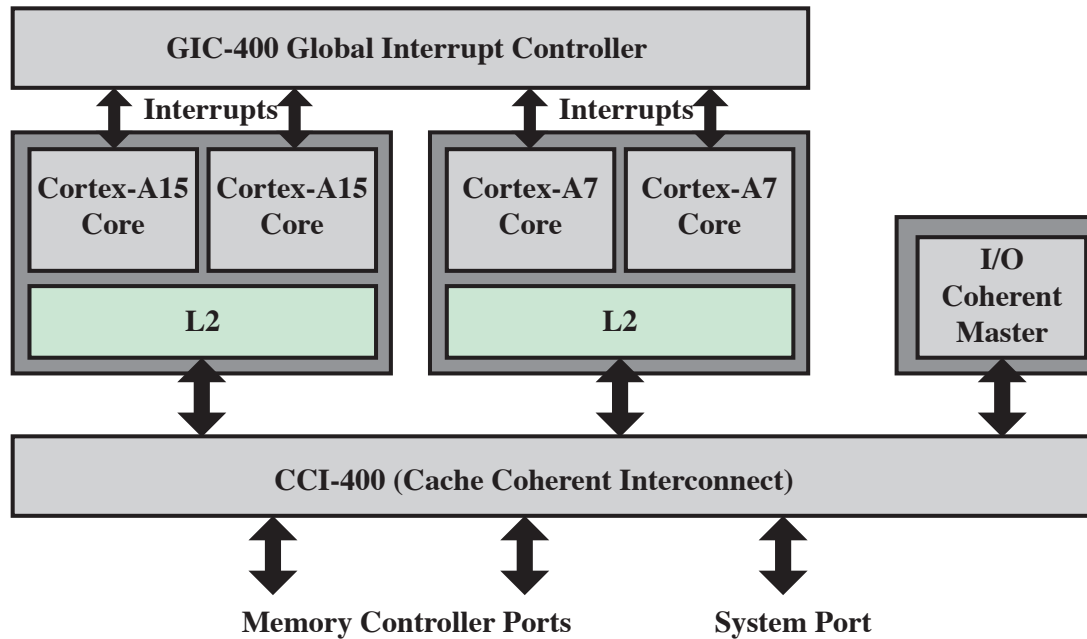 GIC-400 Global Interrupt Controller
Interrupts
Interrupts
Cortex-A15
Core
Cortex-A15
Core
Cortex-A7
Core
Cortex-A7
Core
L2
L2
I/O
Coherent
Master
CCI-400 (Cache Coherent Interconnect)
Memory Controller Ports
System Port